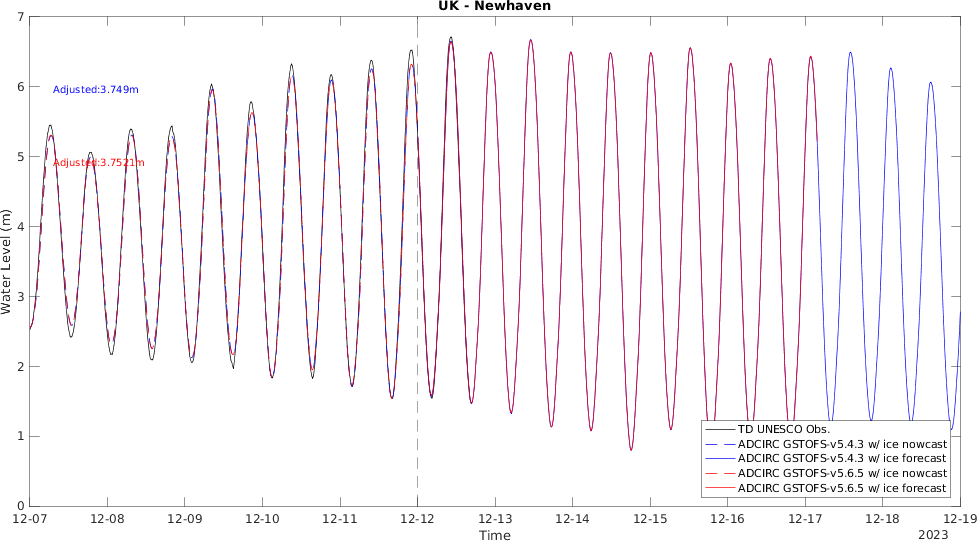 UK - Newhaven
7
6
5
4
3
2
1
0
Water Level (m)
Adjusted:3.749m
Adjusted:3.7521m
TD UNESCO Obs.
ADCIRC GSTOFS-v5.4.3 w/ ice nowcast
ADCIRC GSTOFS-v5.4.3 w/ ice forecast
ADCIRC GSTOFS-v5.6.5 w/ ice nowcast
ADCIRC GSTOFS-v5.6.5 w/ ice forecast
12-07 12-08 12-09 12-10 12-11 12-12 12-13 12-14 12-15 12-16 12-17 12-18 12-19
Time
2023